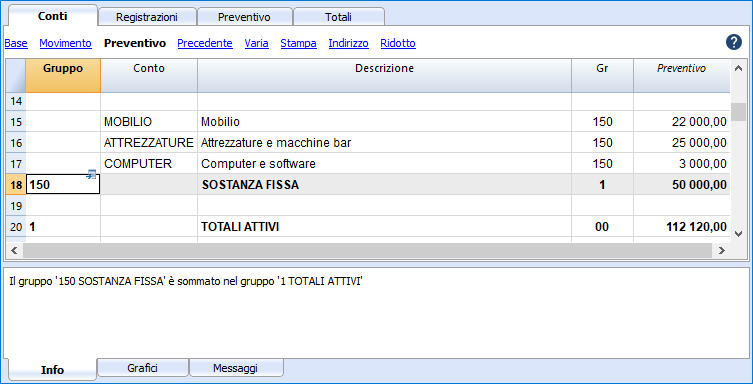 Conti Registrazioni Preventivo Totali
Base Movimento Preventivo Precedente Varia Stampa Indirizzo Ridotto ?
Gruppo Conto Descrizione Gr Preventivo
14
15 MOBILIO Mobilio 150 22 000,00
16 ATTREZZATURE Attrezzature e macchine bar 150 25 000,00
17 COMPUTER Computer e software 150 3 000,00
18 150 SOSTANZA FISSA 1 50 000,00
19
20 1 TOTALI ATTIVI 00 112 120,00
Il gruppo '150 SOSTANZA FISSA' è sommato nel gruppo '1 TOTALI ATTIVI'
Info Grafici Messaggi